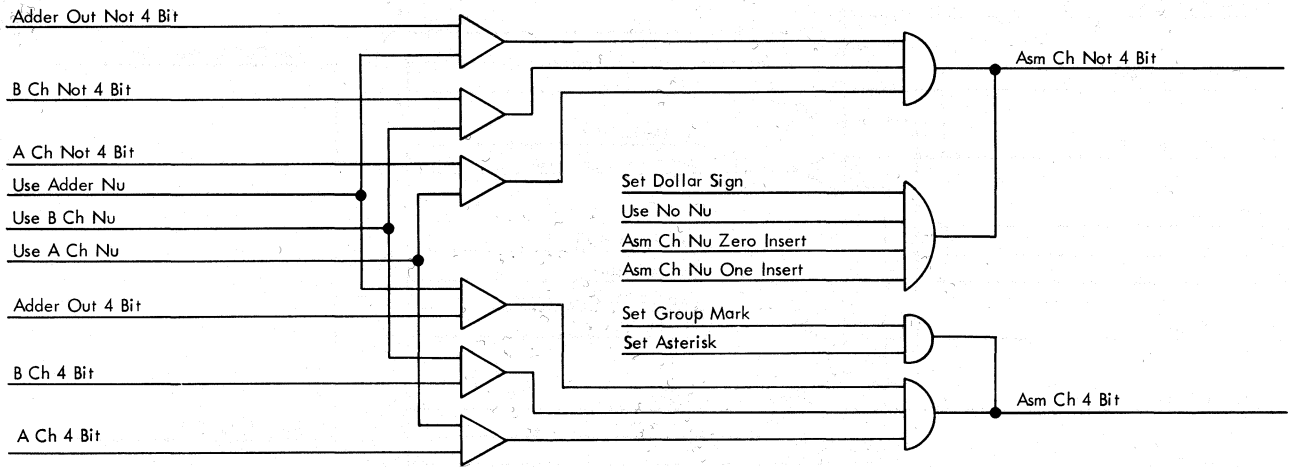 Adder Out Not 4 Bit
B Ch Not 4 Bit
A Ch Not 4 Bit
Use Adder Nu
Use B Ch Nu
Use A Ch Nu
Adder Out 4 Bit
B Ch 4 Bit
A Ch 4 Bit
Set Dollar Sign
Use No Nu
Asm Ch Nu Zero Insert
Asm Ch Nu One Insert
Set Group Mark
Set Asterisk
Asm Ch Not 4 Bit
Asm Ch 4 Bit